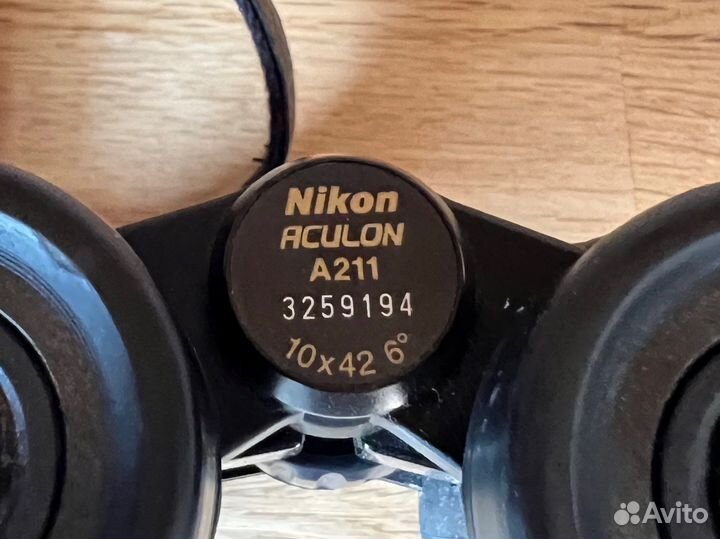 Nikon
ACULON
A211
3259194
10x42 6°
Avito